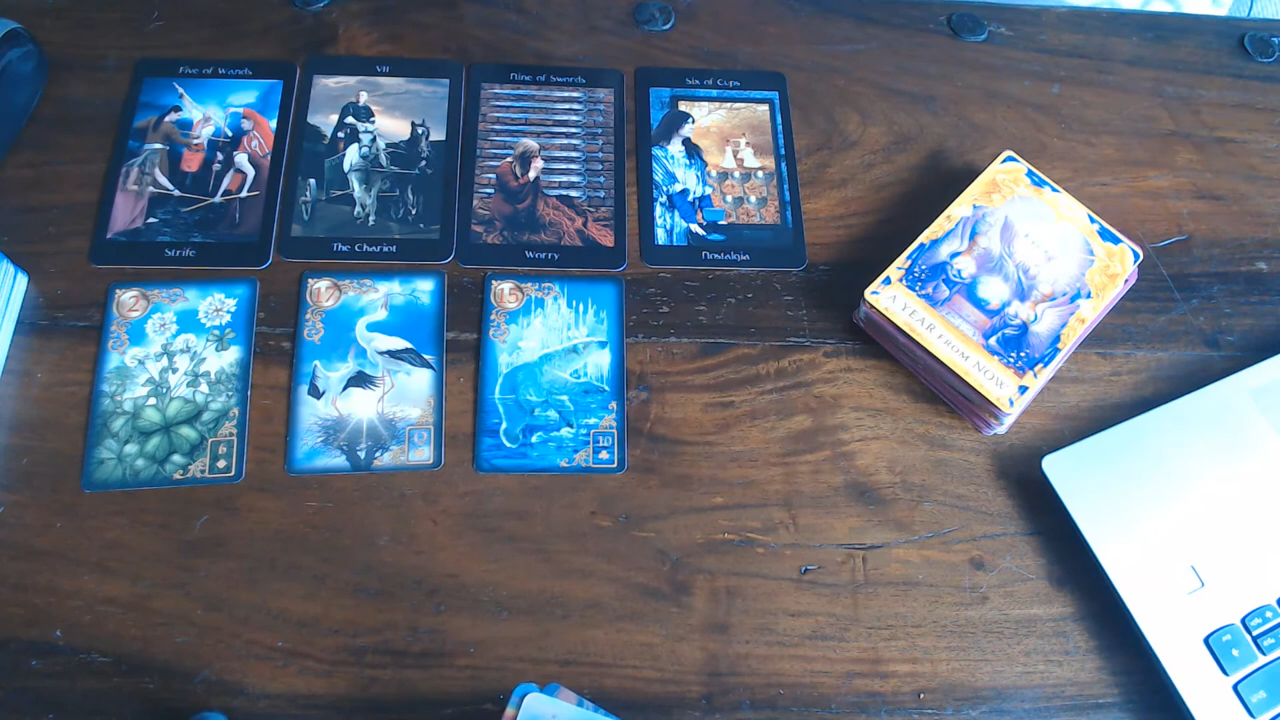 Five of Wands
Strife
VII
The Chariot
Nine of Swords
Worry
Six of Cups
Nostalgia
2
6
17
Q
15
10
A YEAR FROM NOW